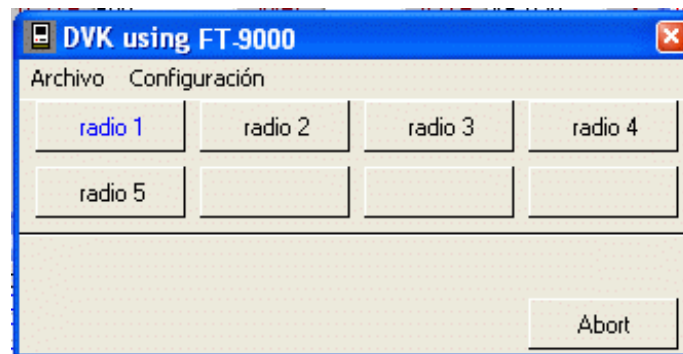 DVK using FT-9000
Archivo Configuración
radio 1 radio 2 radio 3 radio 4
radio 5
Abort